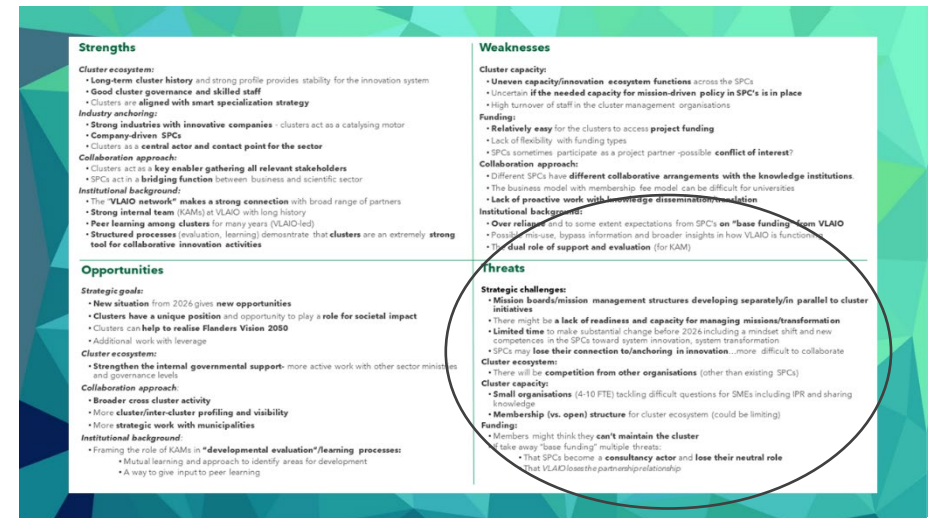 Strengths
Cluster ecosystem:
• Long-term cluster history and strong profile provides stability for the innovation system
• Good cluster governance and skilled staff
• Clusters are aligned with smart specialization strategy
Industry anchoring:
• Strong industries with innovative companies - clusters act as a catalysing motor
• Company-driven SPCs
• Clusters as a central actor and contact point for the sector
Collaboration approach:
• Clusters act as a key enabler gathering all relevant stakeholders
• SPCs act in a bridging function between business and scientific sector
Institutional background:
• The "VLAIO network" makes a strong connection with broad range of partners
• Strong internal team (KAMs) at VLAIO with long history
• Peer learning among clusters for many years (VLAIO-led)
• Structured processes (evaluation, learning) demosntrate that clusters are an extremely strong
tool for collaborative innovation activities
Weaknesses
Cluster capacity:
• Uneven capacity/innovation ecosystem functions across the SPCs
• Uncertain if the needed capacity for mission-driven policy in SPC's is in place
• High turnover of staff in the cluster management organisations
Funding:
• Relatively easy for the clusters to access project funding
• Lack of flexibility with funding types
• SPCs sometimes participate as a project partner -possible conflict of interest?
Collaboration approach:
• Different SPCs have different collaborative arrangements with the knowledge institutions.
• The business model with membership fee model can be difficult for universities
• Lack of proactive work with knowledge dissemination/translation
Institutional background:
• Over reliance and to some extent expectations from SPC's on "base funding" from VLAIO
• Possible mis-use, bypass information and broader insights in how VLAIO is functioning
• The dual role of support and evaluation (for KAM)
Opportunities
Strategic goals:
• New situation from 2026 gives new opportunities
• Clusters have a unique position and opportunity to play a role for societal impact
• Clusters can help to realise Flanders Vision 2050
• Additional work with leverage
Cluster ecosystem:
• Strengthen the internal governmental support- more active work with other sector ministries
and governance levels
Collaboration approach:
• Broader cross cluster activity
• More cluster/inter-cluster profiling and visibility
• More strategic work with municipalities
Institutional background:
• Framing the role of KAMs in "developmental evaluation"/learning processes:
• Mutual learning and approach to identify areas for development
• A way to give input to peer learning
Threats
Strategic challenges:
• Mission boards/mission management structures developing separately/in parallel to cluster
initiatives
• There might be a lack of readiness and capacity for managing missions/transformation
• Limited time to make substantial change before 2026 including a mindset shift and new
competences in the SPCs toward system innovation, system transformation
• SPCs may lose their connection to/anchoring in innovation...more difficult to collaborate
Cluster ecosystem:
• There will be competition from other organisations (other than existing SPCs)
Cluster capacity:
• Small organisations (4-10 FTE) tackling difficult questions for SMEs including IPR and sharing
knowledge
• Membership (vs. open) structure for cluster ecosystem (could be limiting)
Funding:
• Members might think they can't maintain the cluster
• If take away "base funding" multiple threats:
• That SPCs become a consultancy actor and lose their neutral role
• That VLAIO loses the partnership relationship